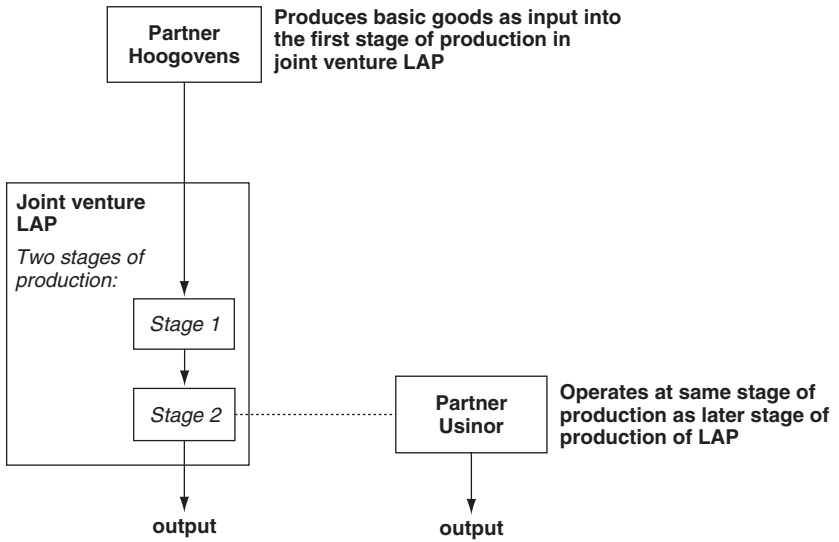 Partner
Hoogovens
Produces basic goods as input into
the first stage of production in
joint venture LAP
Joint venture
LAP
Two stages of
production:
Stage 1
Stage 2
Partner
Usinor
Operates at same stage of
production as later stage of
production of LAP
output
output